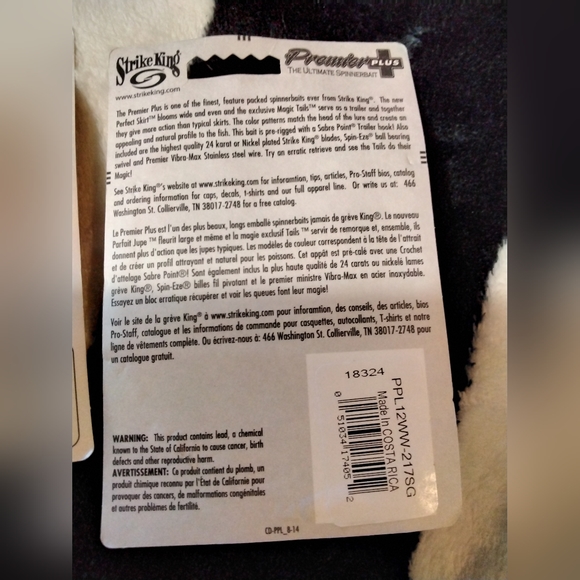 Strike King
www.strikeking.com
Premier PLUS
THE ULTIMATE SPINNERBAIT
The Premier Plus is one of the finest, feature packed spinnerbaits ever from Strike King®. The new
Perfect Skirt™ blooms wide and even and the exclusive Magic Tails™ serve as a trailer and together
they give more action than typical skirts. The color patterns match the head of the lure and create an
appealing and natural profile to the fish. This bait is pre-rigged with a Sabre Point® Trailer hook! Also
included are the highest quality 24 karat or Nickel plated Strike King® blades, Spin-Eze® ball bearing
swivel and Premier Vibra-Max Stainless steel wire. Try an erratic retrieve and see the Tails do their
Magic!
See Strike King®'s website at www.strikeking.com for inforamtion, tips, articles, Pro-Staff bios, catalog
and ordering information for caps, decals, t-shirts and our full apparel line. Or write us at: 466
Washington St. Collierville, TN 38017-2748 for a free catalog.
Le Premier Plus est l'un des plus beaux, longs emballé spinnerbaits jamais de grève King®. Le nouveau
Parfait Jupe ™ fleurit large et même et la magie exclusif Tails ™ servir de remorque et, ensemble, ils
donnent plus d'action que les jupes typiques. Les modèles de couleur correspondent à la tête de l'attrait
et de créer un profil attrayant et naturel pour les poissons. Cet appât est pré-calé avec une Crochet
d'attelage Sabre Point®! Sont également inclus la plus haute qualité de 24 carats ou nickelé lames
grève King®, Spin-Eze® billes fil pivotant et le premier ministre Vibra-Max en acier inoxydable.
Essayez un bloc erratique récupérer et voir les queues font leur magie!
Voir le site de la grève King® à www.strikeking.com pour inforamtion, des conseils, des articles, bios
Pro-Staff, catalogue et les informations de commande pour casquettes, autocollants, T-shirts et notre
ligne de vêtements complète. Ou écrivez-nous à: 466 Washington St. Collierville, TN 38017-2748 pour
un catalogue gratuit.
WARNING: This product contains lead, a chemical
known to the State of California to cause cancer, birth
defects and other reproductive harm.
AVERTISSEMENT: Ce produit contient du plomb, un
produit chimique reconnu par l'Etat de Californie pour
provoquer des cancers, de malformations congénitales
et autres problèmes de fertilité.
CD-PPL_8-14
18324
PPL12WW-217SG
Made In COSTA RICA
0 51034 17405 2